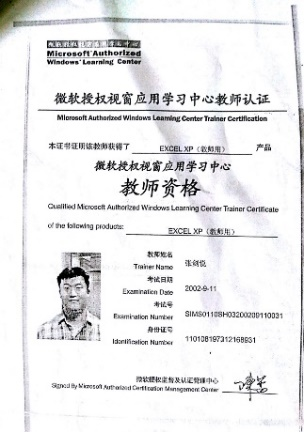 微软授权视窗应用学习中心
Microsoft Authorized
Windows Learning Center
微软授权视窗应用学习中心教师认证
Microsoft Authorized Windows Learning Center Trainer Certification
本证书证明该教师获得了 EXCEL XP（教师用） 产品
微软授权视窗应用学习中心
教师资格
Qualified Microsoft Authorized Windows Learning Center Trainer Certificate
of the following products: EXCEL XP（教师用）
教师姓名
Trainer Name 张剑悦
考试日期
Examination Date 2002-9-11
考试号
Examination Number SIMS0110SH03200200110031
身份证号
Identification Number 110108197312168931
微软授权监督及认证管理中心
Signed By Microsoft Authorized Certification Management Center